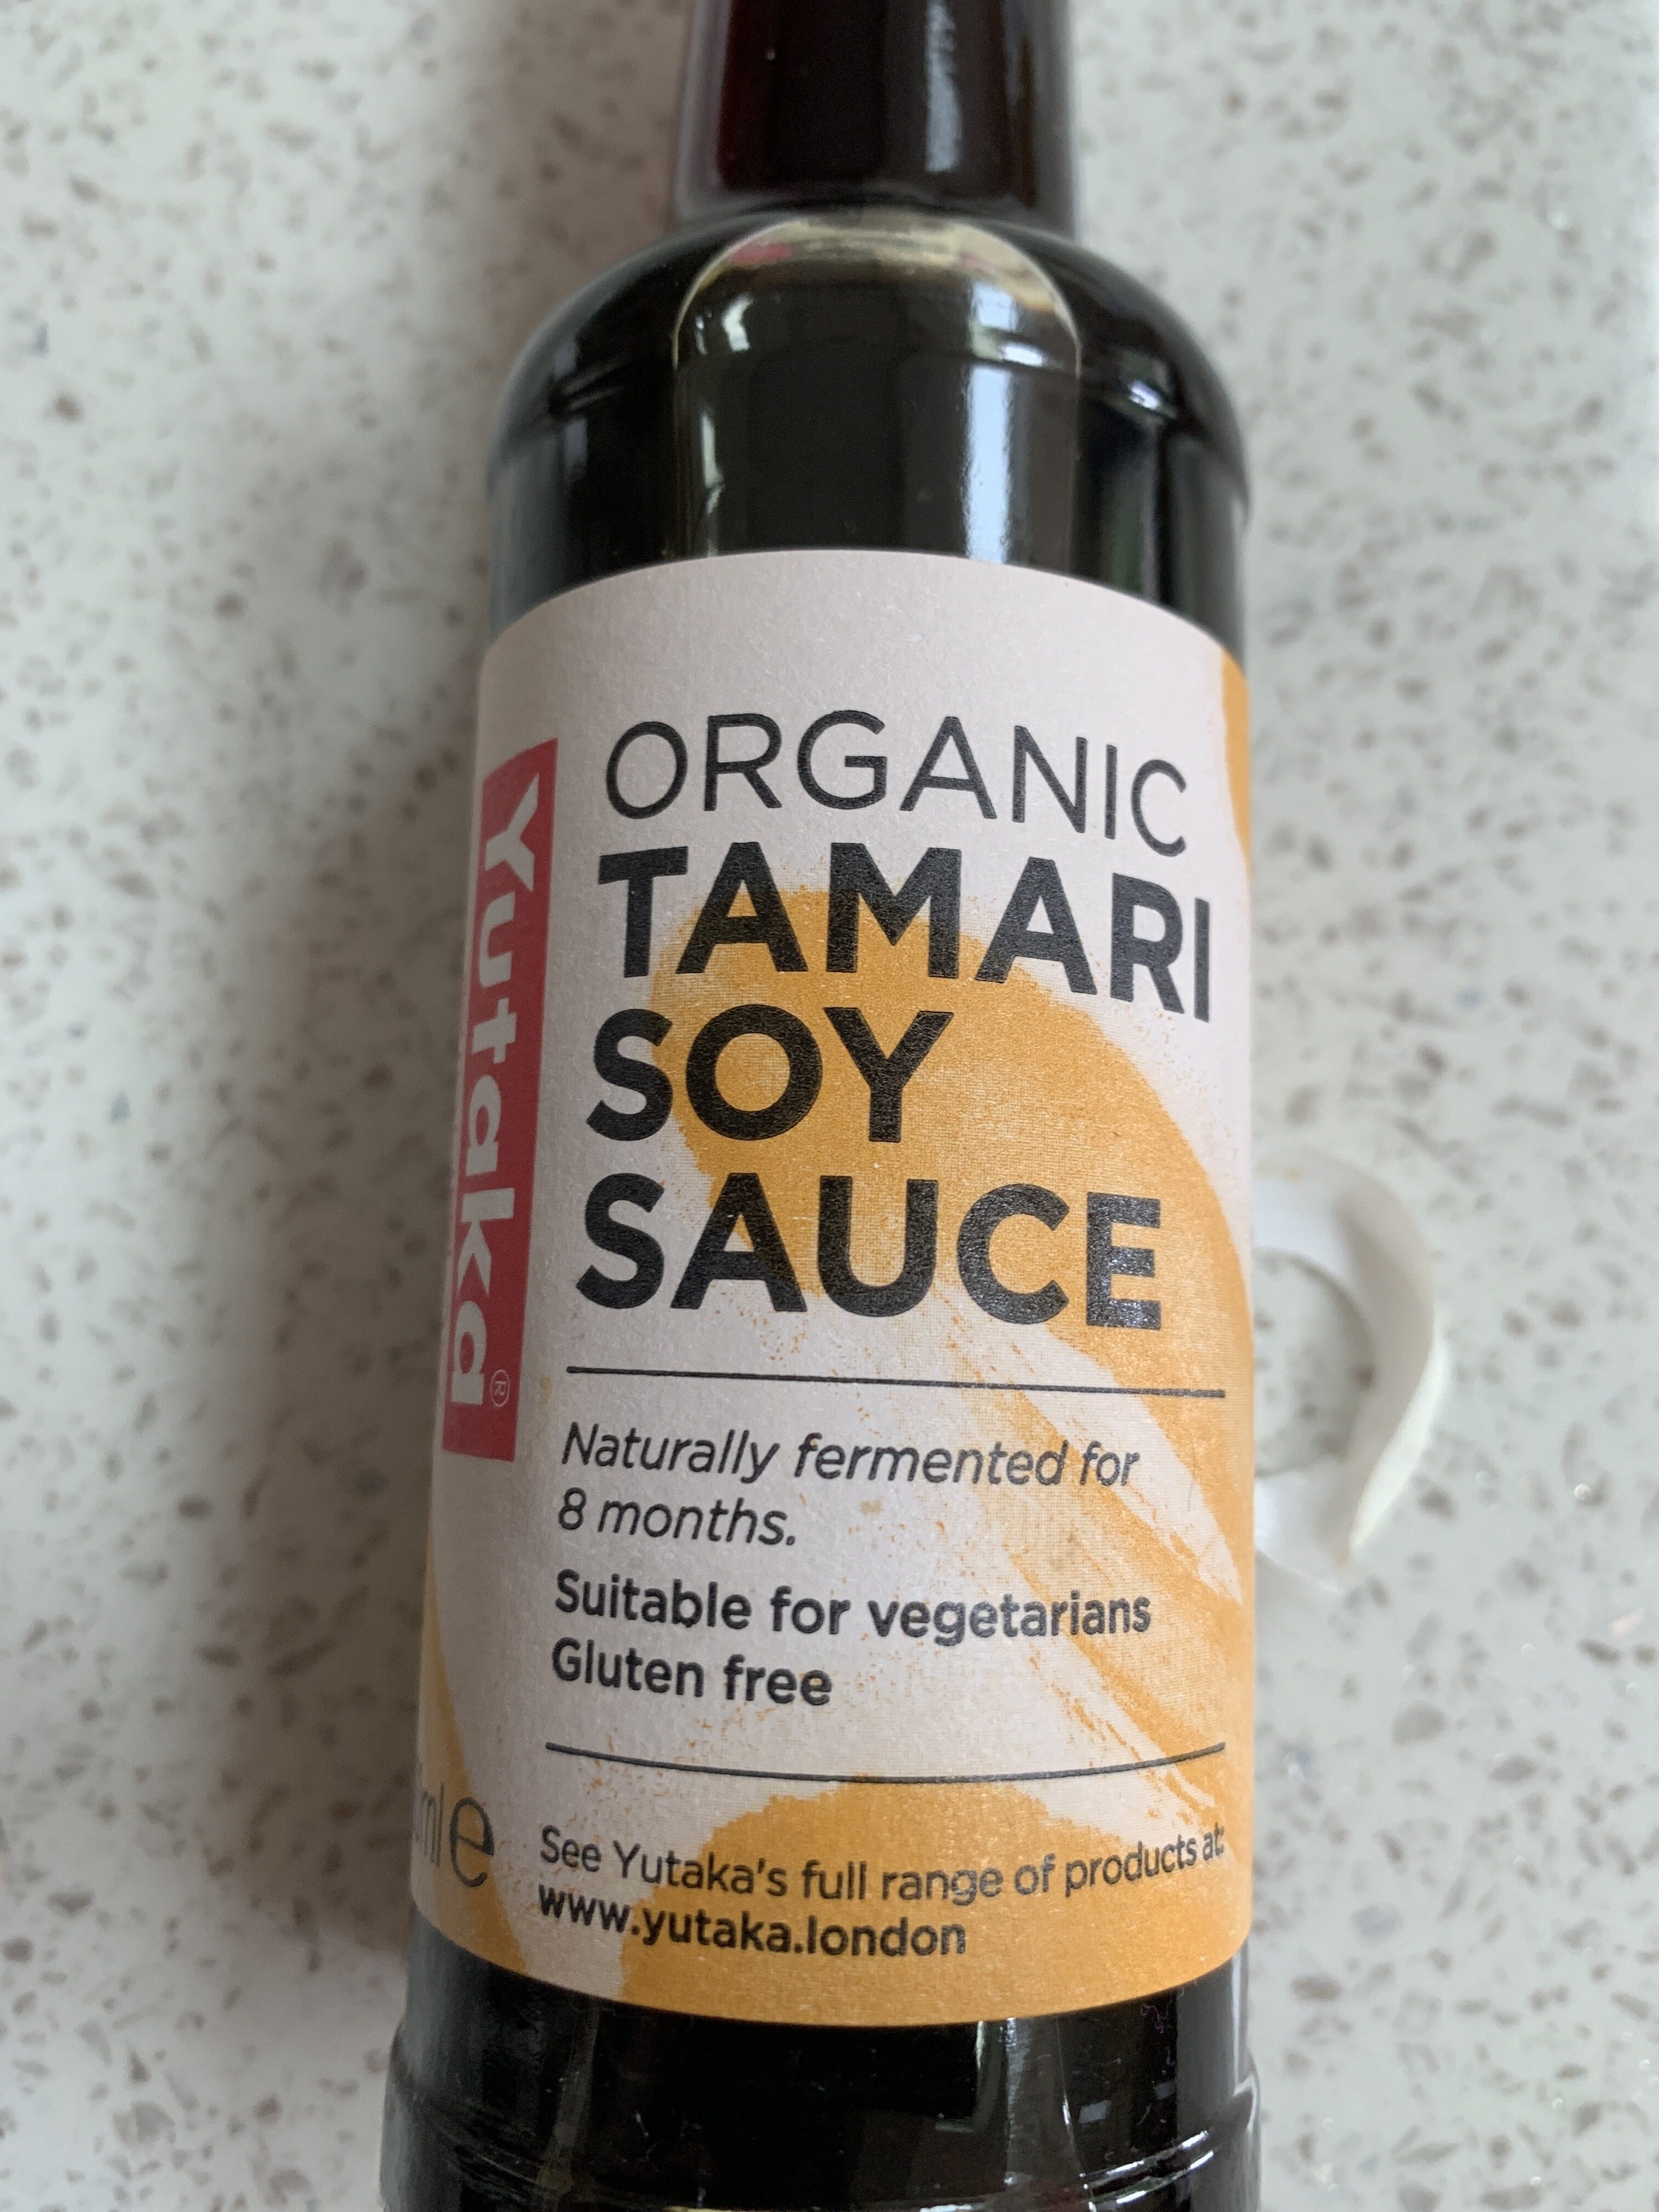 Yutaka®
ORGANIC
TAMARI
SOY
SAUCE
Naturally fermented for
8 months.
Suitable for vegetarians
Gluten free
ml e
See Yutaka's full range of products at:
www.yutaka.london